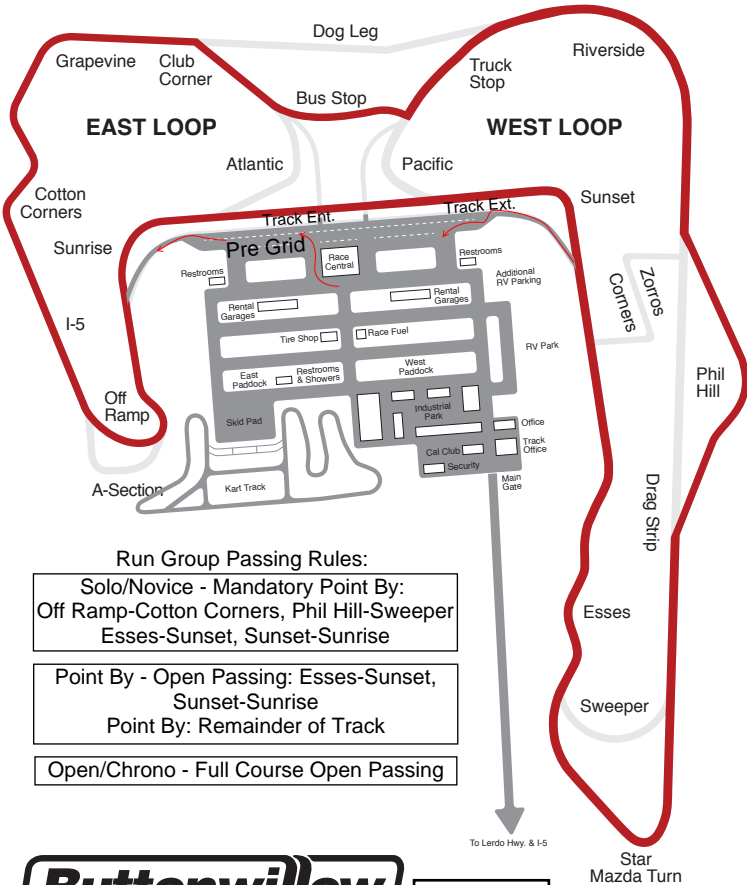 Dog Leg
Riverside
Grapevine
Club
Corner
Truck
Stop
Bus Stop
EAST LOOP
WEST LOOP
Atlantic
Pacific
Cotton
Corners
Sunset
Track Ent.
Track Ext.
Sunrise
Pre Grid
Race
Central
Restrooms
Restrooms
Additional
RV Parking
Zorros
Corners
Rental
Garages
Rental
Garages
I-5
Tire Shop
Race Fuel
RV Park
East
Paddock
Restrooms
& Showers
West
Paddock
Phil
Hill
Off
Ramp
Skid Pad
Industrial
Park
Office
Track
Office
Cal Club
Security
Main
Gate
A-Section
Kart Track
Drag Strip
Run Group Passing Rules:
Solo/Novice - Mandatory Point By:
Off Ramp-Cotton Corners, Phil Hill-Sweeper
Esses-Sunset, Sunset-Sunrise
Esses
Point By - Open Passing: Esses-Sunset,
Sunset-Sunrise
Point By: Remainder of Track
Sweeper
Open/Chrono - Full Course Open Passing
To Lerdo Hwy. & I-5
Star
Mazda Turn
Buttonwillow